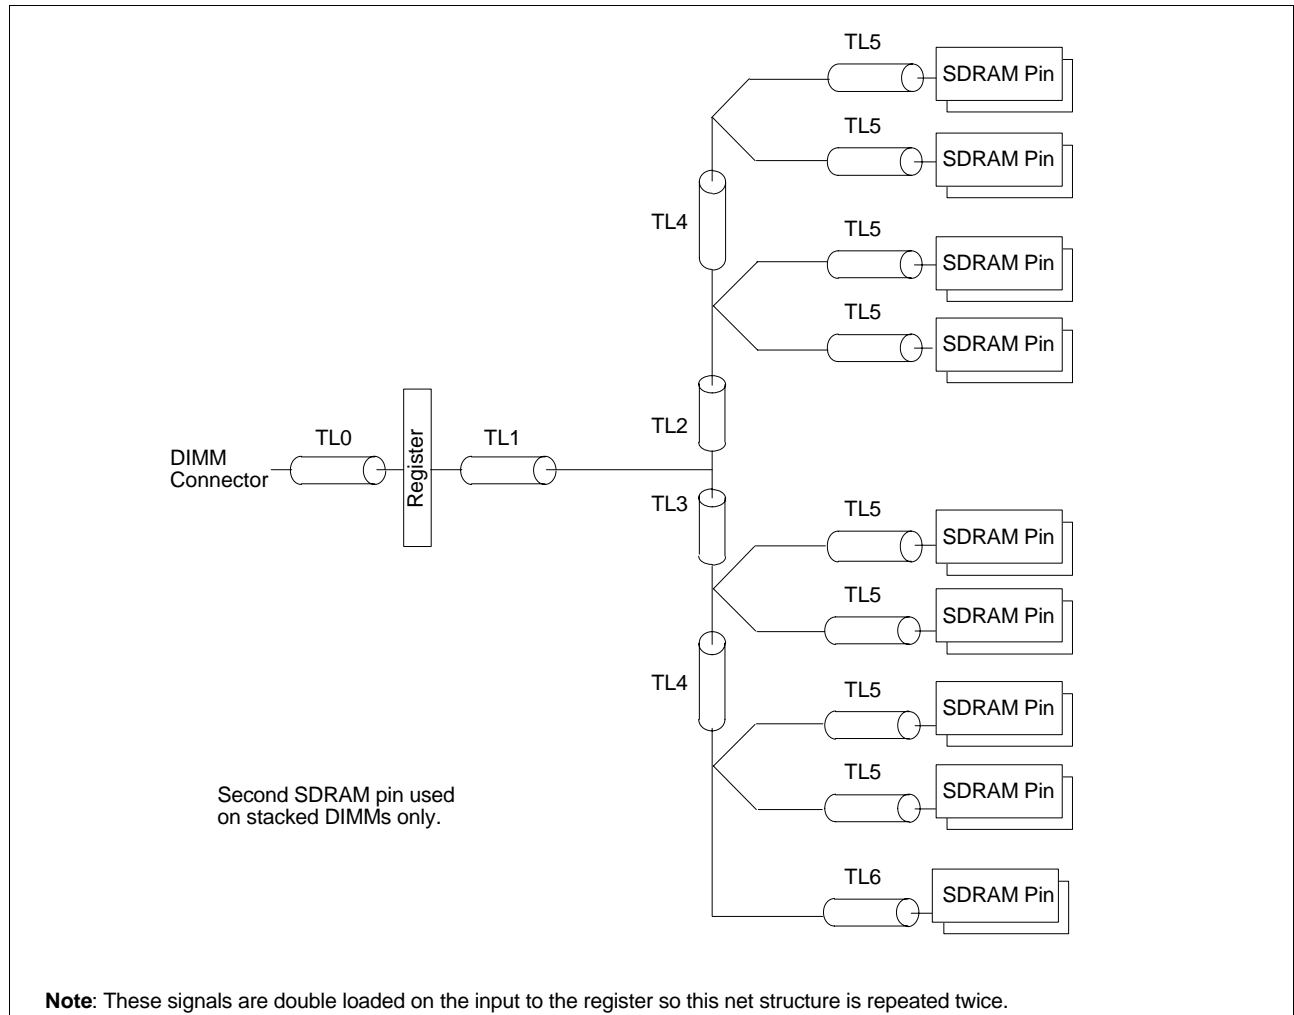 TL5
SDRAM Pin
TL5
SDRAM Pin
TL4
TL5
SDRAM Pin
TL5
SDRAM Pin
TL2
TL0
Register
TL1
DIMM
Connector
TL3
TL5
SDRAM Pin
TL5
SDRAM Pin
TL4
TL5
SDRAM Pin
TL5
SDRAM Pin
Second SDRAM pin used
on stacked DIMMs only.
TL6
SDRAM Pin
Note: These signals are double loaded on the input to the register so this net structure is repeated twice.